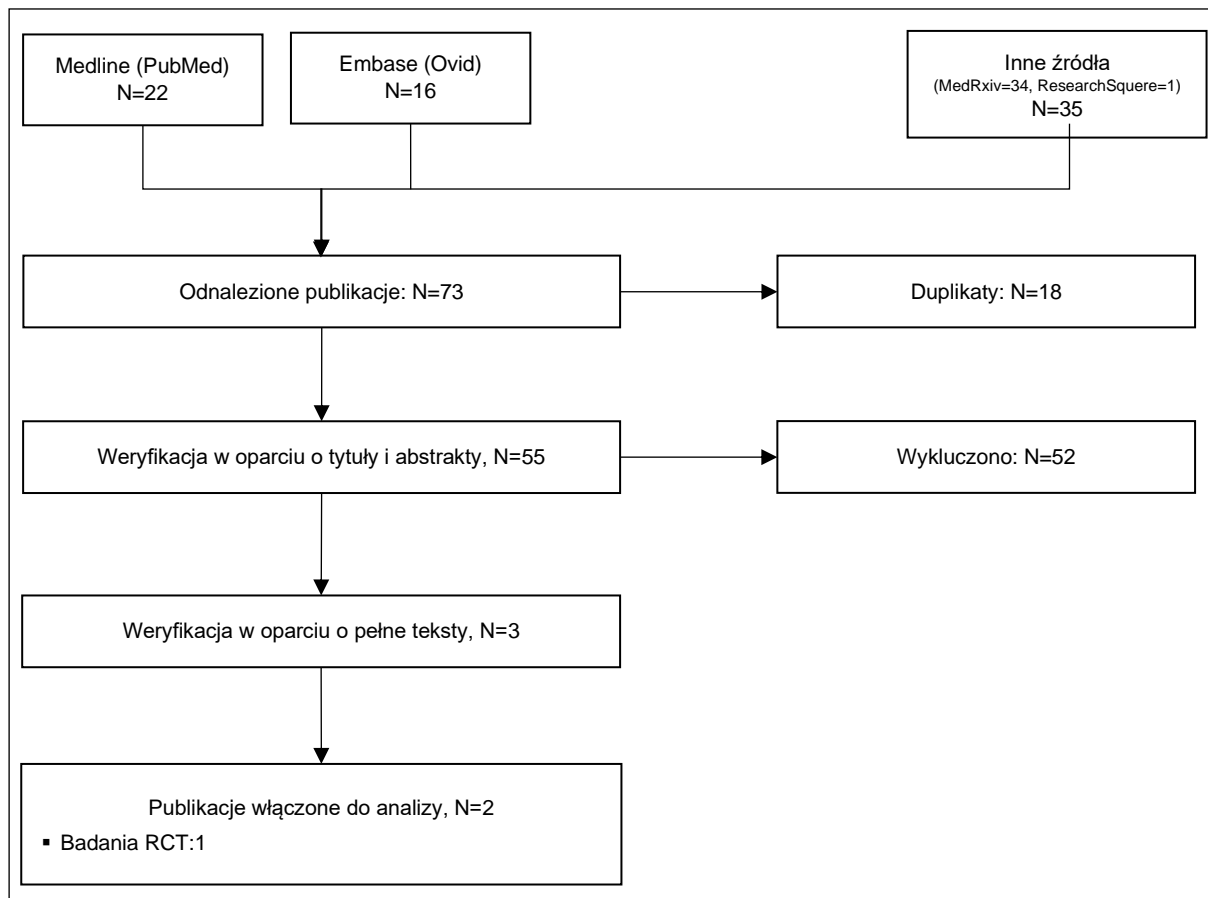 Medline (PubMed)
N=22
Embase (Ovid)
N=16
Inne źródła
(MedRxiv=34, ResearchSquere=1)
N=35
Odnalezione publikacje: N=73
Duplikaty: N=18
Weryfikacja w oparciu o tytuły i abstrakty, N=55
Wykluczono: N=52
Weryfikacja w oparciu o pełne teksty, N=3
Publikacje włączone do analizy, N=2
▪ Badania RCT:1